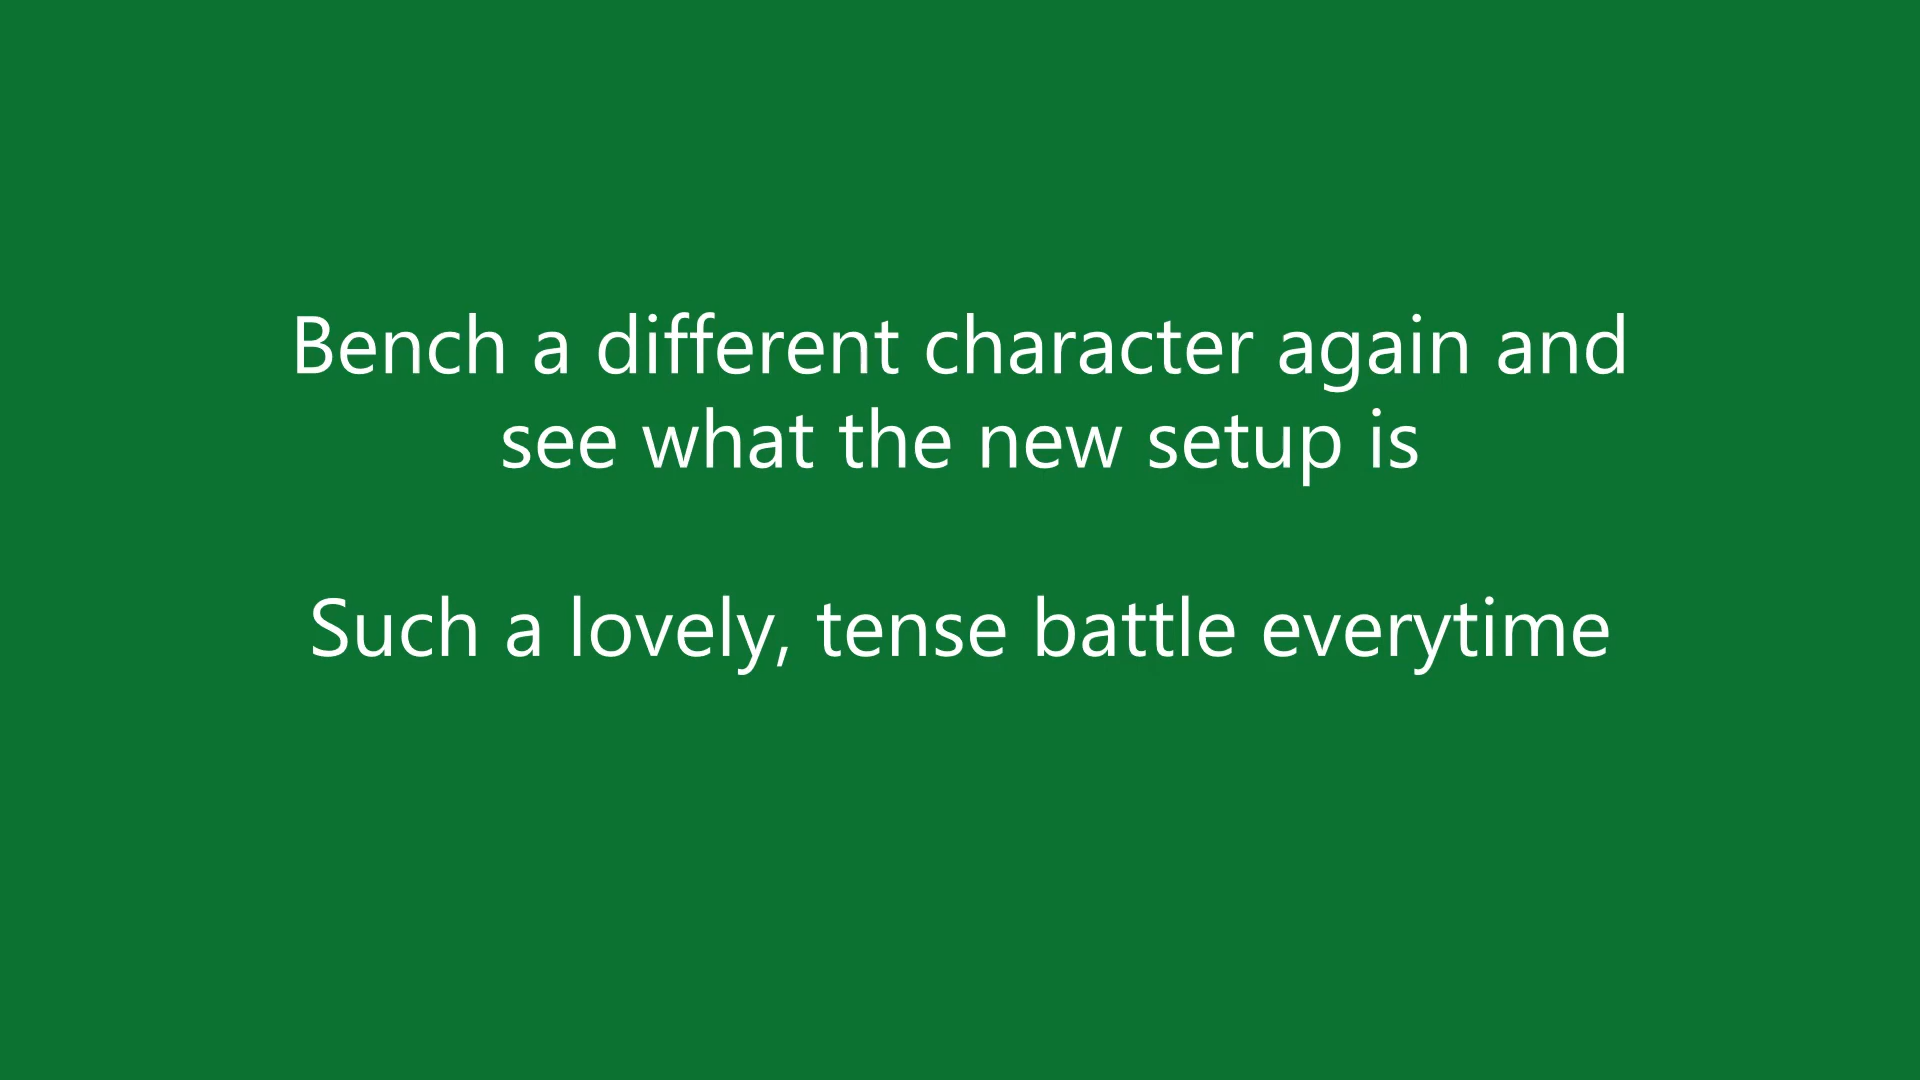 Bench a different character again and
see what the new setup is
Such a lovely, tense battle everytime